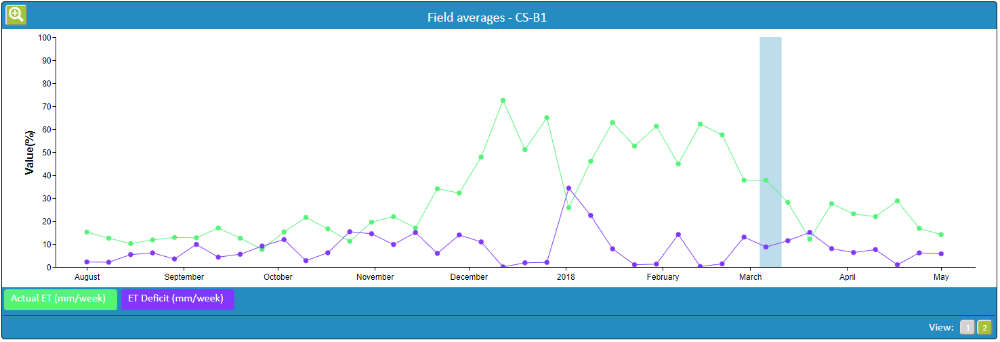 Field averages - CS-B1
100
90
80
70
60
50
40
30
20
10
0
Value(%)
August September October November December 2018 February March April May
Actual ET (mm/week) ET Deficit (mm/week)
View: 1 2